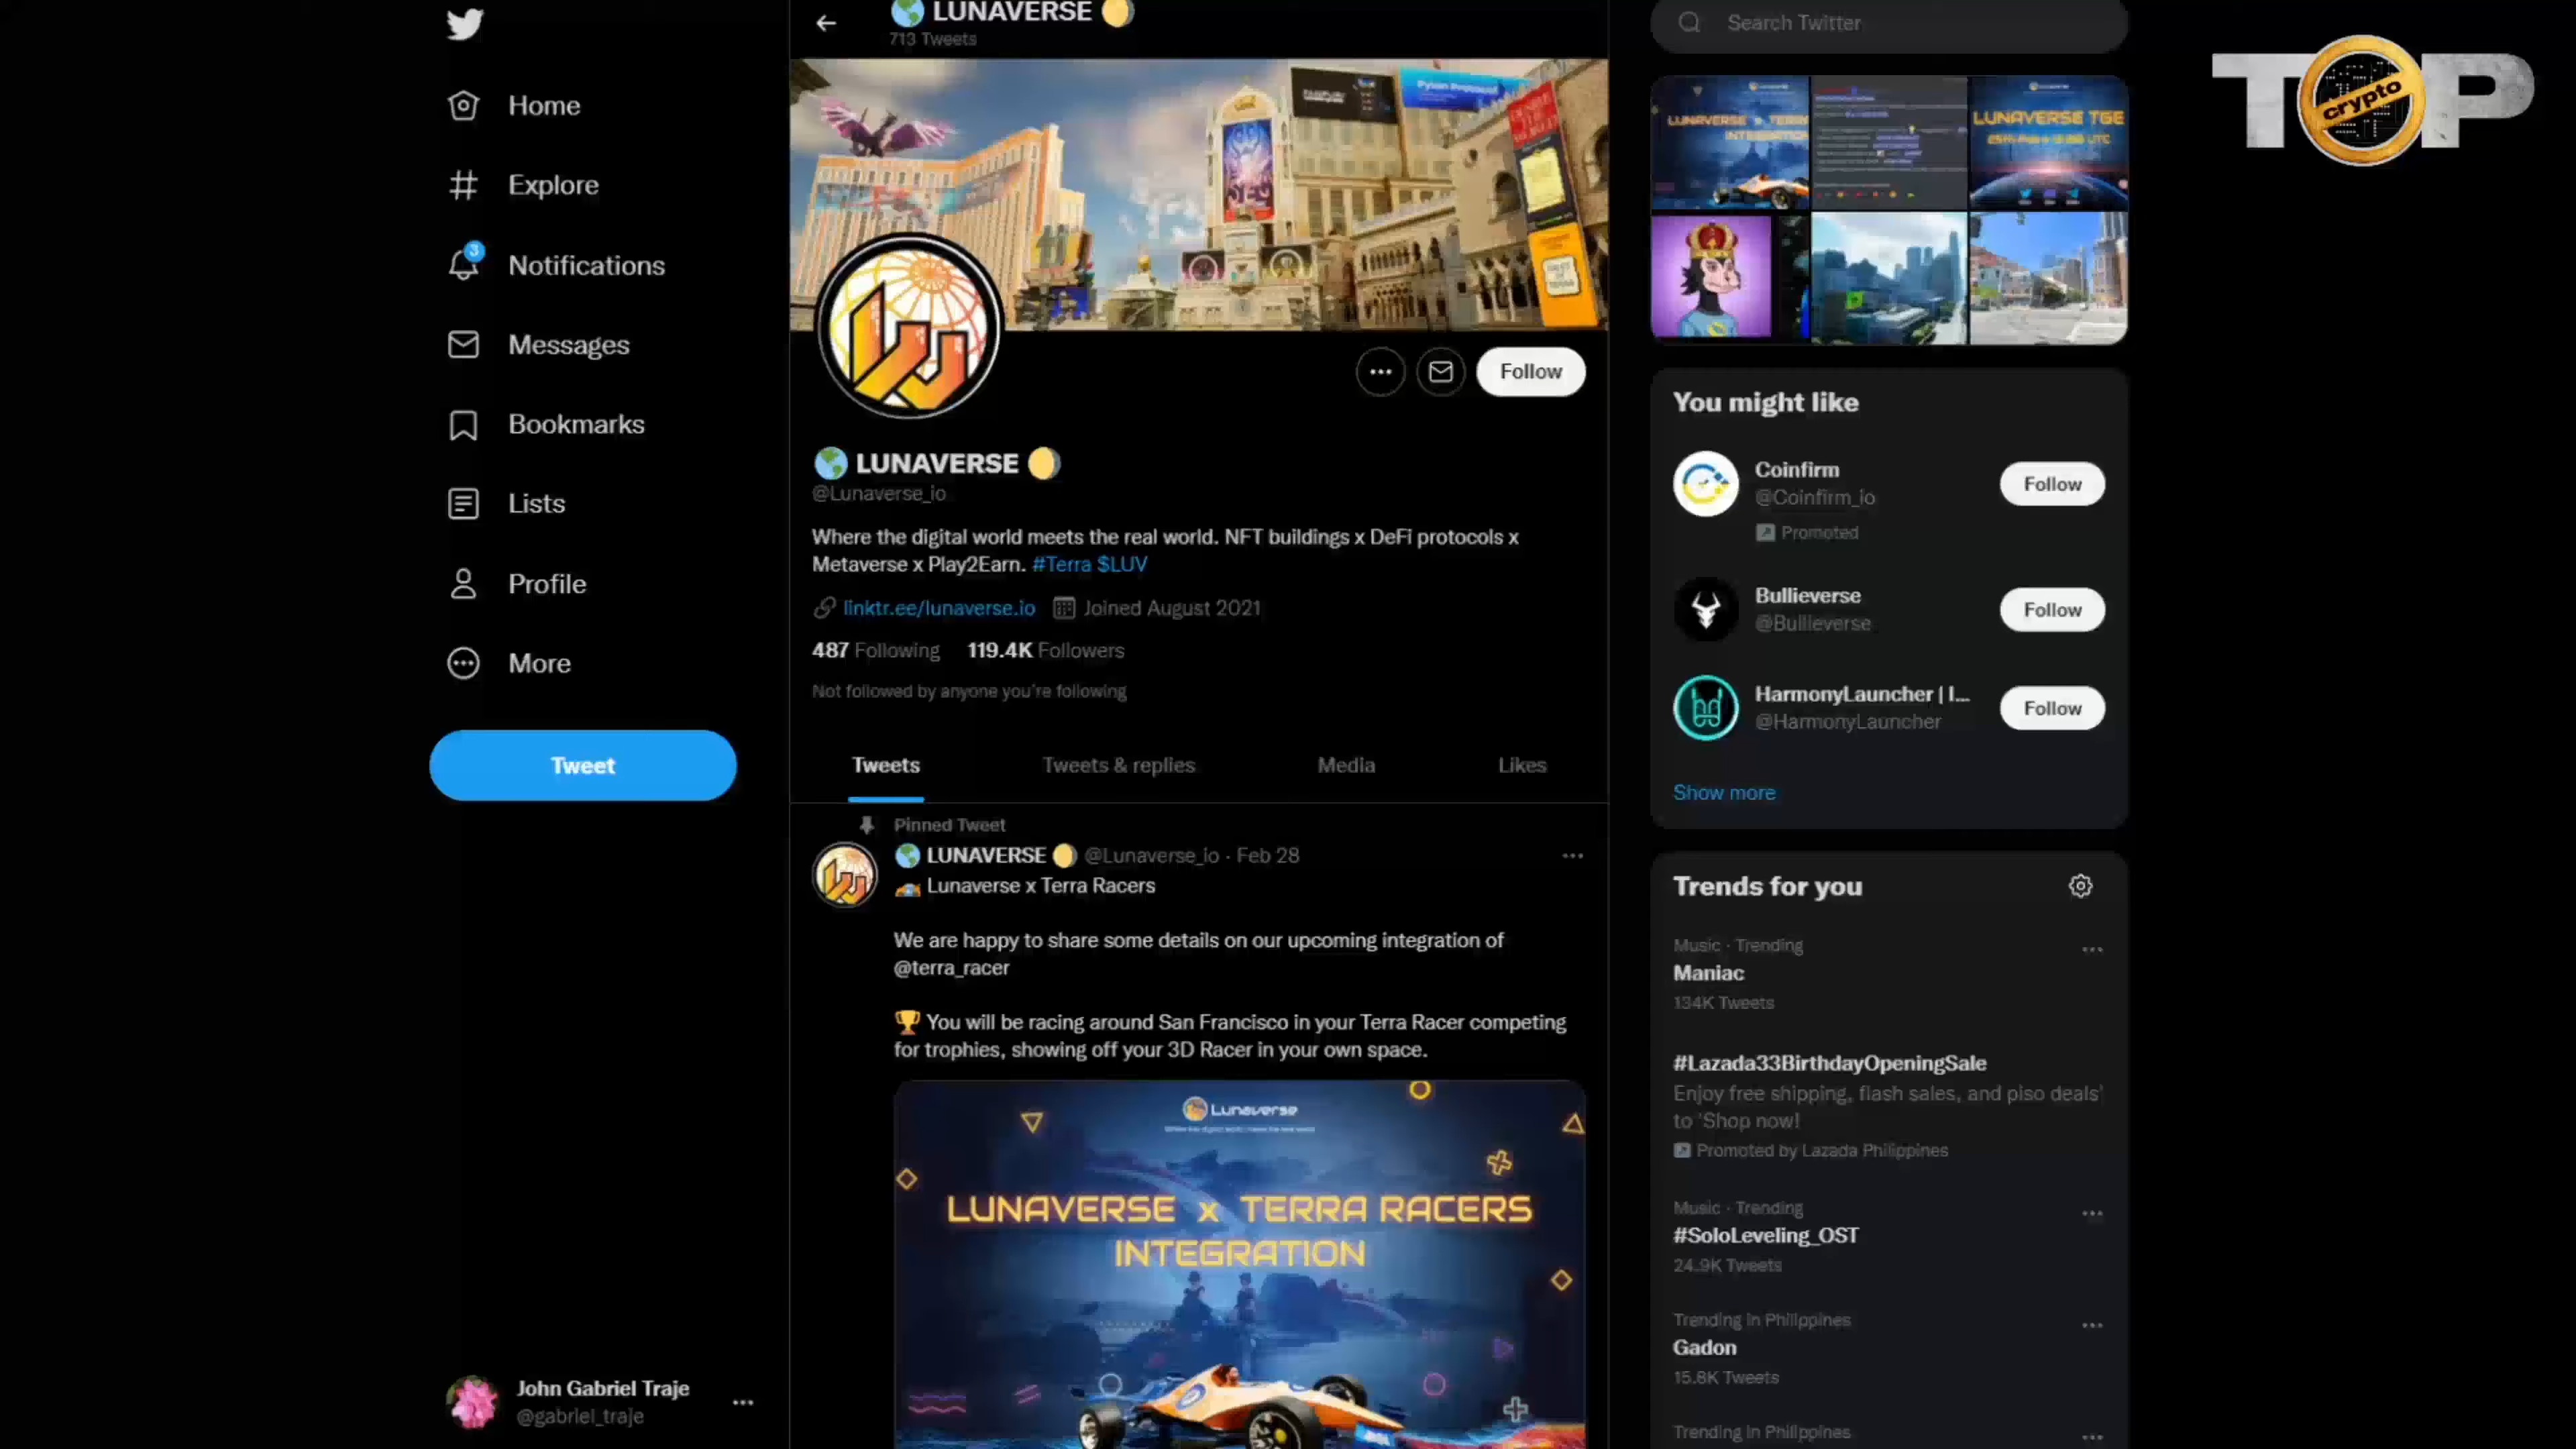 Home
Explore
3
Notifications
Messages
Bookmarks
Lists
Profile
More
Tweet
John Gabriel Traje
@gabriel_traje
LUNAVERSE
713 Tweets
Pylon Protocol
Follow
LUNAVERSE
@Lunaverse_io
Where the digital world meets the real world. NFT buildings x DeFi protocols x
Metaverse x Play2Earn. #Terra $LUV
linktr.ee/lunaverse.io Joined August 2021
487 Following 119.4K Followers
Not followed by anyone you're following
Tweets Tweets & replies Media Likes
Pinned Tweet
LUNAVERSE @Lunaverse_io · Feb 28
Lunaverse x Terra Racers
We are happy to share some details on our upcoming integration of
@terra_racer
You will be racing around San Francisco in your Terra Racer competing
for trophies, showing off your 3D Racer in your own space.
Lunaverse
LUNAVERSE x TERRA RACERS
INTEGRATION
Search Twitter
LUNAVERSE x TERRA
INTEGRATION
LUNAVERSE TGE
You might like
Coinfirm
@Coinfirm_io
Promoted
Follow
Bullieverse
@Bullieverse
Follow
HarmonyLauncher | I...
@HarmonyLauncher
Follow
Show more
Trends for you
Music · Trending
Maniac
134K Tweets
#Lazada33BirthdayOpeningSale
Enjoy free shipping, flash sales, and piso deals'
to 'Shop now!
Promoted by Lazada Philippines
Music · Trending
#SoloLeveling_OST
24.9K Tweets
Trending in Philippines
Gadon
15.8K Tweets
Trending in Philippines
TOP
crypto